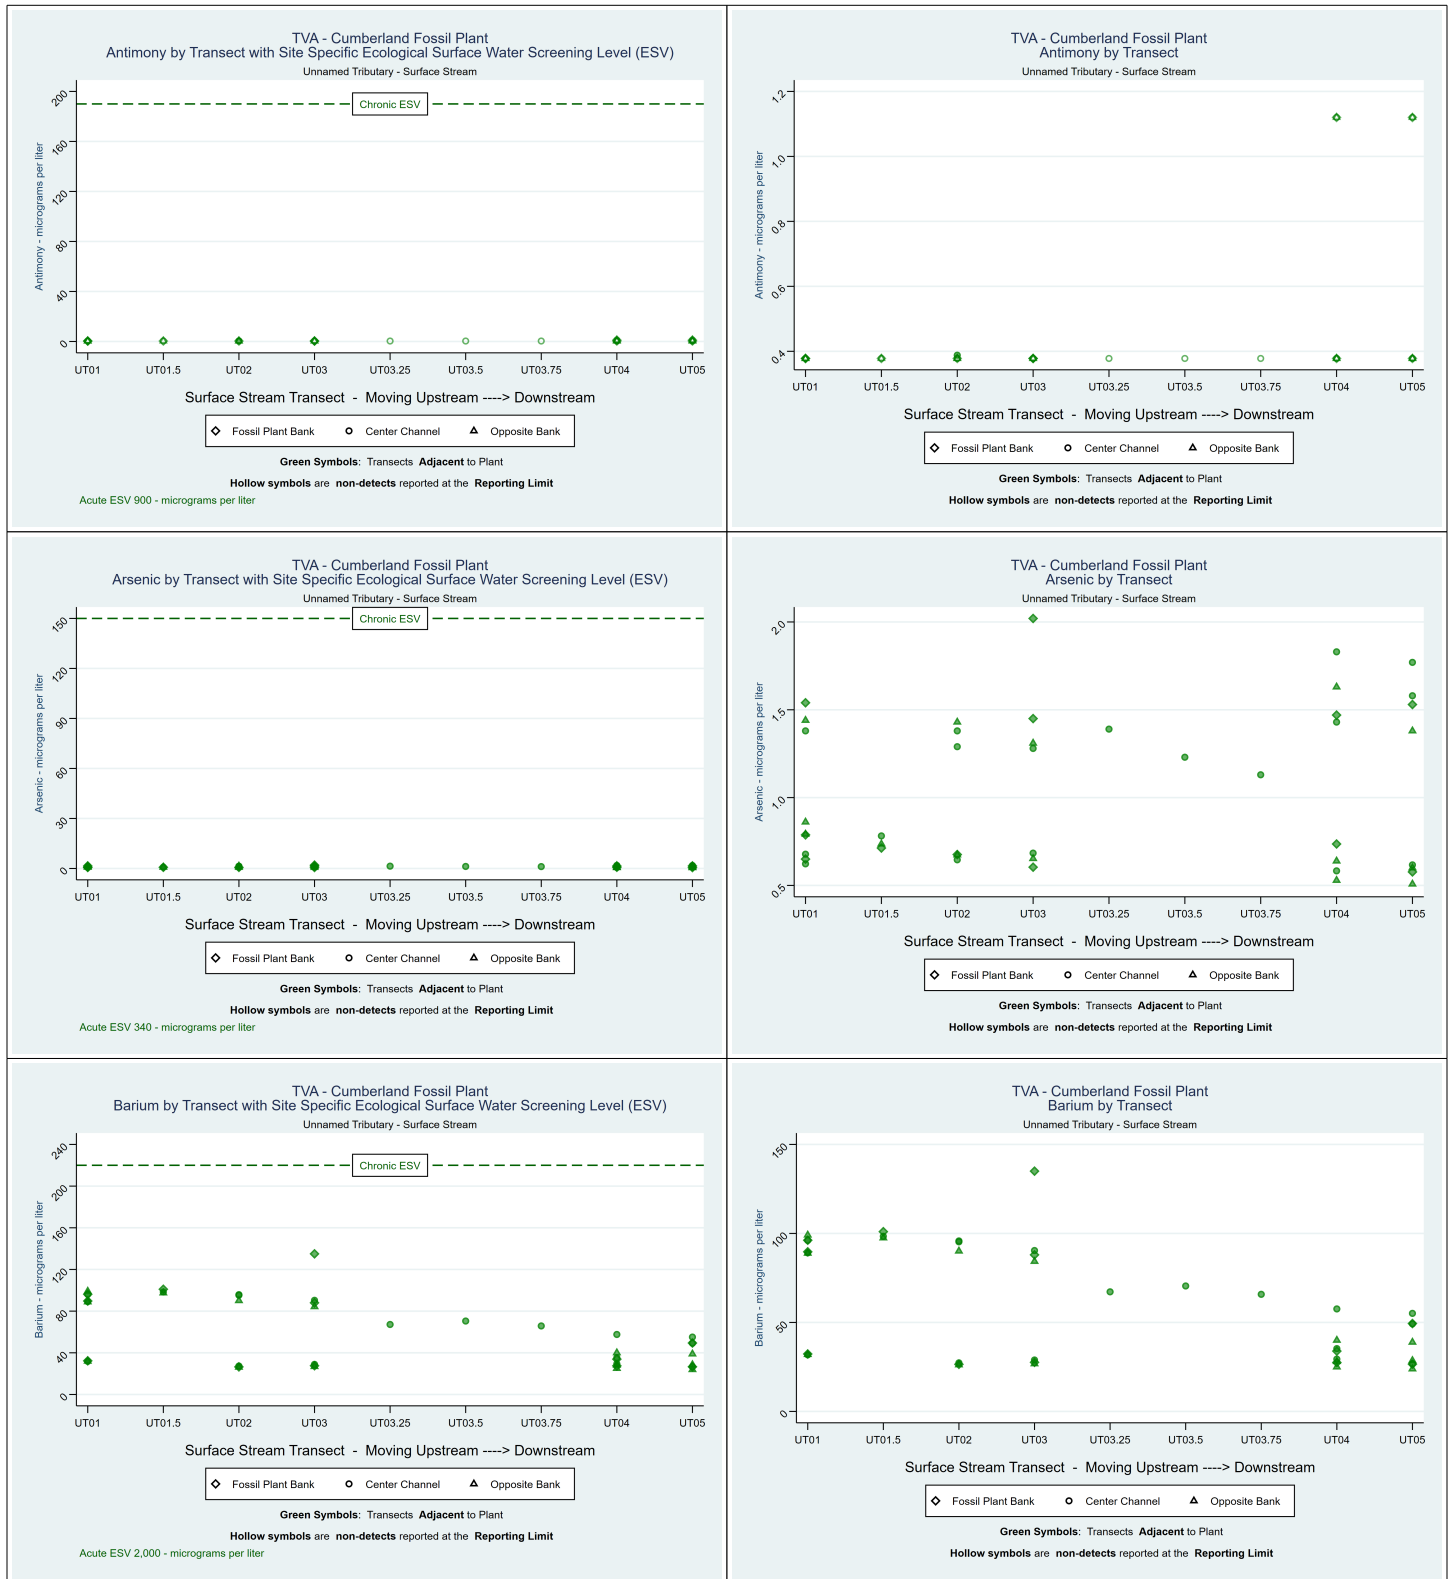 TVA - Cumberland Fossil Plant
Antimony by Transect with Site Specific Ecological Surface Water Screening Level (ESV)
Unnamed Tributary - Surface Stream
Antimony - micrograms per liter
200
160
120
80
40
0
Chronic ESV
UT01 UT01.5 UT02 UT03 UT03.25 UT03.5 UT03.75 UT04 UT05
Surface Stream Transect - Moving Upstream ----> Downstream
Fossil Plant Bank Center Channel Opposite Bank
Green Symbols: Transects Adjacent to Plant
Hollow symbols are non-detects reported at the Reporting Limit
Acute ESV 900 - micrograms per liter
TVA - Cumberland Fossil Plant
Antimony by Transect
Unnamed Tributary - Surface Stream
Antimony - micrograms per liter
1.2
1.0
0.8
0.6
0.4
UT01 UT01.5 UT02 UT03 UT03.25 UT03.5 UT03.75 UT04 UT05
Surface Stream Transect - Moving Upstream ----> Downstream
Fossil Plant Bank Center Channel Opposite Bank
Green Symbols: Transects Adjacent to Plant
Hollow symbols are non-detects reported at the Reporting Limit
TVA - Cumberland Fossil Plant
Arsenic by Transect with Site Specific Ecological Surface Water Screening Level (ESV)
Unnamed Tributary - Surface Stream
Arsenic - micrograms per liter
150
120
90
60
30
0
Chronic ESV
UT01 UT01.5 UT02 UT03 UT03.25 UT03.5 UT03.75 UT04 UT05
Surface Stream Transect - Moving Upstream ----> Downstream
Fossil Plant Bank Center Channel Opposite Bank
Green Symbols: Transects Adjacent to Plant
Hollow symbols are non-detects reported at the Reporting Limit
Acute ESV 340 - micrograms per liter
TVA - Cumberland Fossil Plant
Arsenic by Transect
Unnamed Tributary - Surface Stream
Arsenic - micrograms per liter
2.0
1.5
1.0
0.5
UT01 UT01.5 UT02 UT03 UT03.25 UT03.5 UT03.75 UT04 UT05
Surface Stream Transect - Moving Upstream ----> Downstream
Fossil Plant Bank Center Channel Opposite Bank
Green Symbols: Transects Adjacent to Plant
Hollow symbols are non-detects reported at the Reporting Limit
TVA - Cumberland Fossil Plant
Barium by Transect with Site Specific Ecological Surface Water Screening Level (ESV)
Unnamed Tributary - Surface Stream
Barium - micrograms per liter
240
200
160
120
80
40
0
Chronic ESV
UT01 UT01.5 UT02 UT03 UT03.25 UT03.5 UT03.75 UT04 UT05
Surface Stream Transect - Moving Upstream ----> Downstream
Fossil Plant Bank Center Channel Opposite Bank
Green Symbols: Transects Adjacent to Plant
Hollow symbols are non-detects reported at the Reporting Limit
Acute ESV 2,000 - micrograms per liter
TVA - Cumberland Fossil Plant
Barium by Transect
Unnamed Tributary - Surface Stream
Barium - micrograms per liter
150
100
50
0
UT01 UT01.5 UT02 UT03 UT03.25 UT03.5 UT03.75 UT04 UT05
Surface Stream Transect - Moving Upstream ----> Downstream
Fossil Plant Bank Center Channel Opposite Bank
Green Symbols: Transects Adjacent to Plant
Hollow symbols are non-detects reported at the Reporting Limit